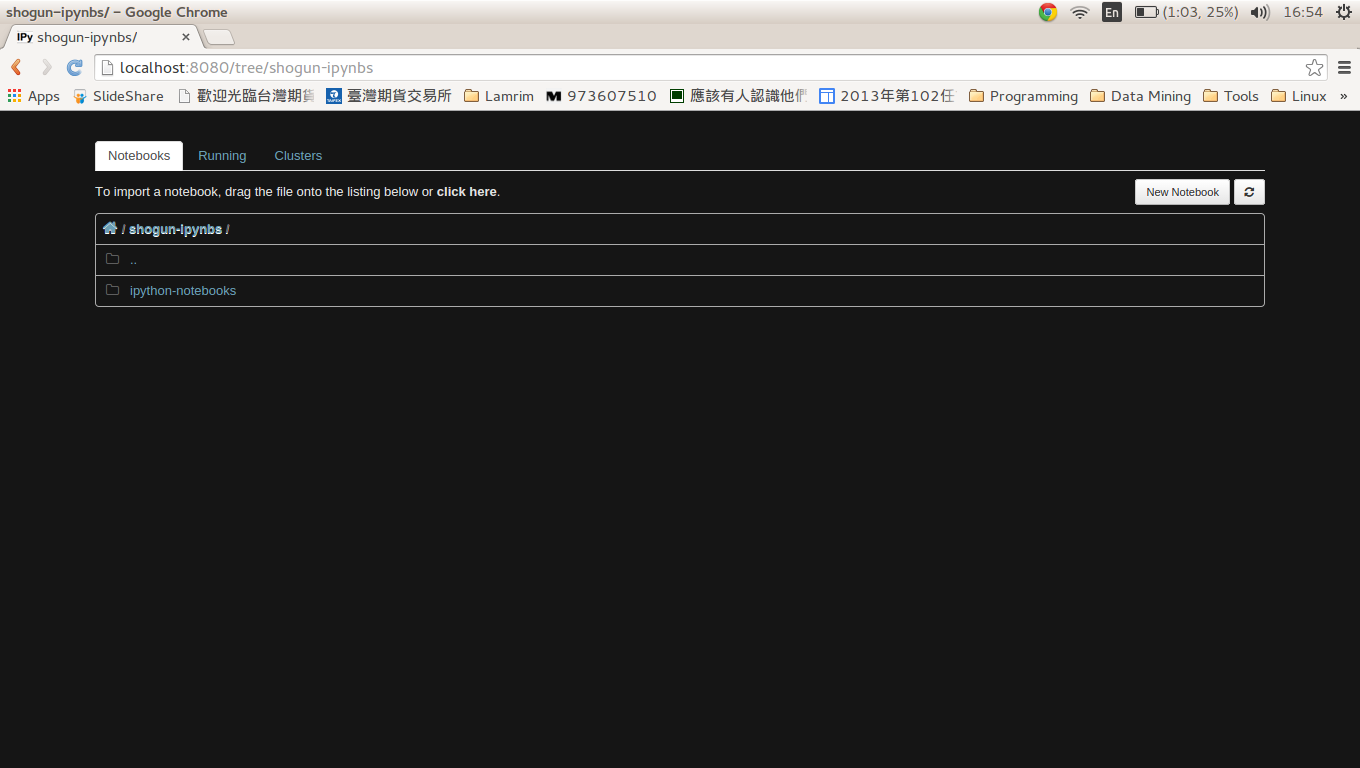 shogun-ipynbs/ - Google Chrome En (1:03, 25%) 16:54
IPy shogun-ipynbs/
localhost:8080/tree/shogun-ipynbs
Apps SlideShare 歡迎光臨台灣期貨 臺灣期貨交易所 Lamrim 973607510 應該有人認識他們 2013年第102任 Programming Data Mining Tools Linux »
Notebooks Running Clusters
To import a notebook, drag the file onto the listing below or click here. New Notebook
/ shogun-ipynbs /
..
ipython-notebooks